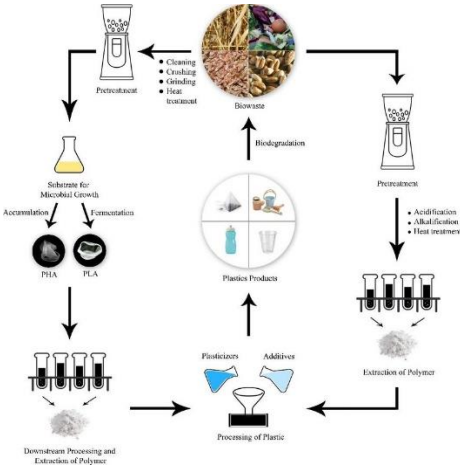 Pretreatment
• Cleaning
• Crushing
• Grinding
• Heat
treatment
Biowaste
Biodegradation
Pretreatment
Substrate for
Microbial Growth
Accumulation
Fermentation
• Acidification
• Alkalification
• Heat treatment
PHA
PLA
Plastics Products
Plasticizers
Additives
Extraction of Polymer
Processing of Plastic
Downstream Processing and
Extraction of Polymer